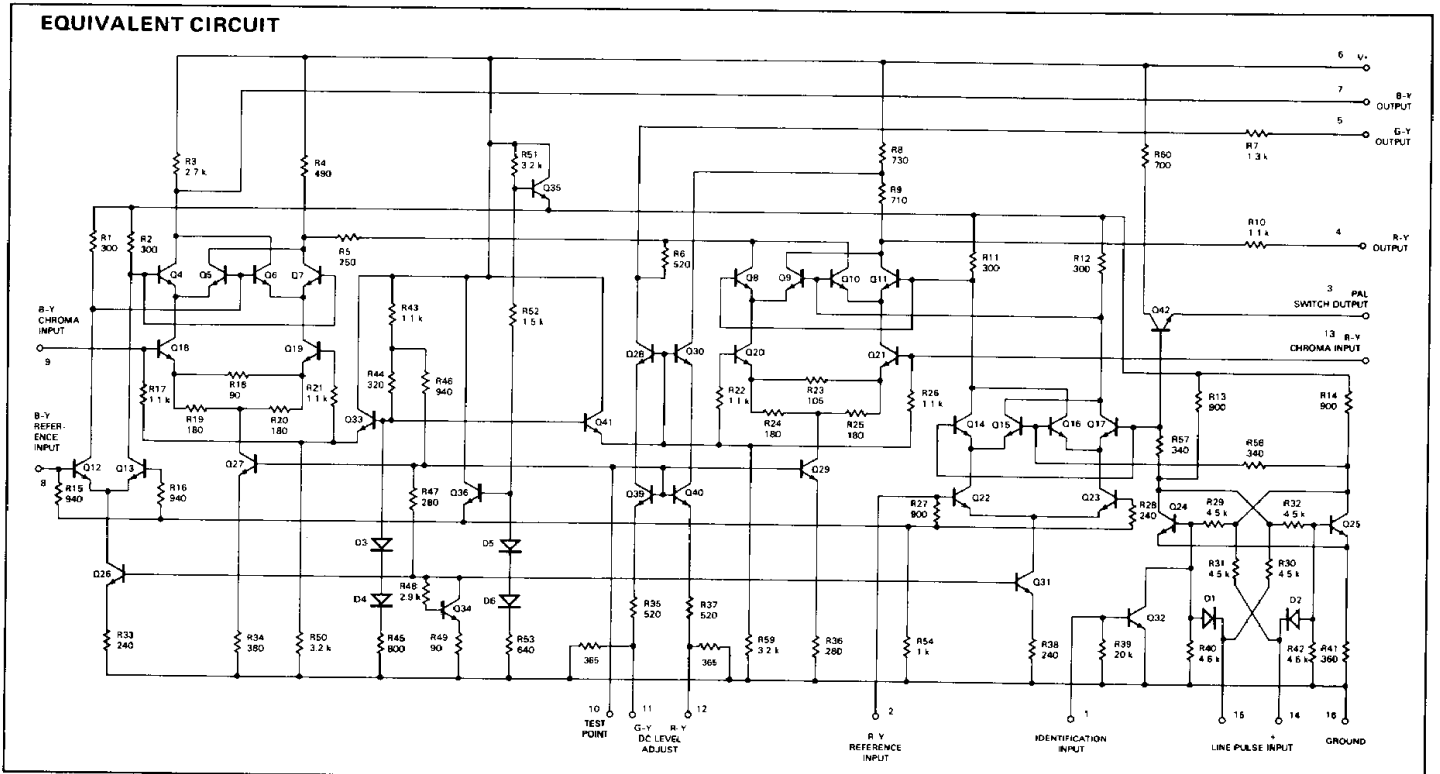 EQUIVALENT CIRCUIT
6 V+
7 B-Y OUTPUT
5 G-Y OUTPUT
R3 2.7 k
R4 490
R51 3.2 k
Q35
R8 730
R7 1.3 k
R60 700
R9 710
R1 300
R2 300
R5 250
R6 520
R10 1.1 k
4 R-Y OUTPUT
R11 300
R12 300
Q4
Q5
Q6
Q7
Q8
Q9
Q10
Q11
3 PAL SWITCH OUTPUT
Q42
R43 1.1 k
R52 1.5 k
B-Y CHROMA INPUT
9
13 R-Y CHROMA INPUT
Q18
Q19
Q28
Q30
Q20
Q21
R18 90
R44 320
R46 940
R17 1.1 k
R21 1.1 k
R22 1.1 k
R23 105
R26 1.1 k
R13 900
R14 900
R19 180
R20 180
Q33
Q41
R24 180
R25 180
Q14
Q15
Q16
Q17
R57 340
R58 340
B-Y REFER-ENCE INPUT
8
Q12
Q13
R15 940
R16 940
Q27
R47 280
Q36
Q39
Q40
Q29
R27 900
Q22
Q23
R28 240
Q24
R29 4.5 k
R32 4.5 k
Q25
D3
D5
R31 4.5 k
R30 4.5 k
Q26
R48 2.9 k
Q34
Q31
D4
D6
R35 520
R37 520
Q32
D1
D2
R33 240
R34 380
R50 3.2 k
R45 800
R49 90
R53 640
365
365
R59 3.2 k
R36 280
R54 1 k
R38 240
R39 20 k
R40 4.6 k
R42 4.6 k
R41 360
10 TEST POINT
11 G-Y
12 R-Y
DC LEVEL ADJUST
2 R-Y REFERENCE INPUT
1 IDENTIFICATION INPUT
15
14
+
LINE PULSE INPUT
16 GROUND